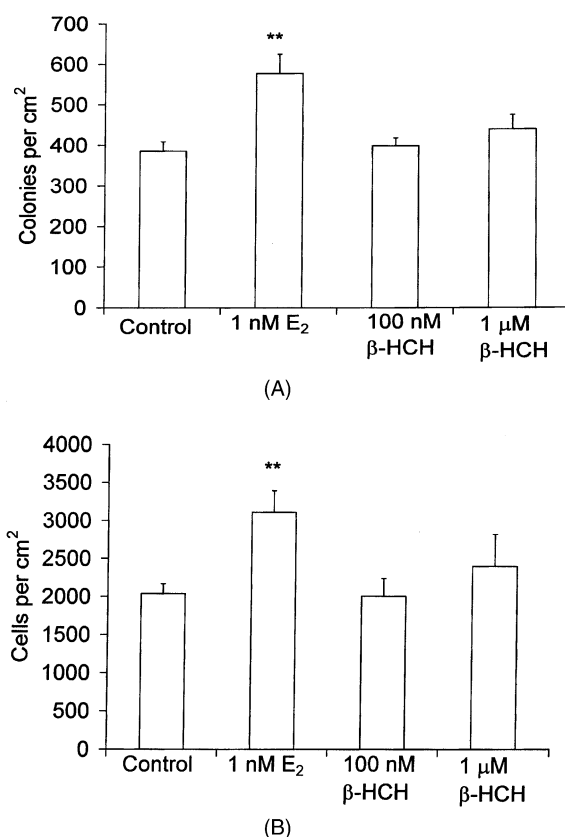 700
600
500
400
300
200
100
0
Colonies per cm²
**
Control
1 nM E₂
100 nM
β-HCH
1 μM
β-HCH
(A)
4000
3500
3000
2500
2000
1500
1000
500
0
Cells per cm²
**
Control
1 nM E₂
100 nM
β-HCH
1 μM
β-HCH
(B)